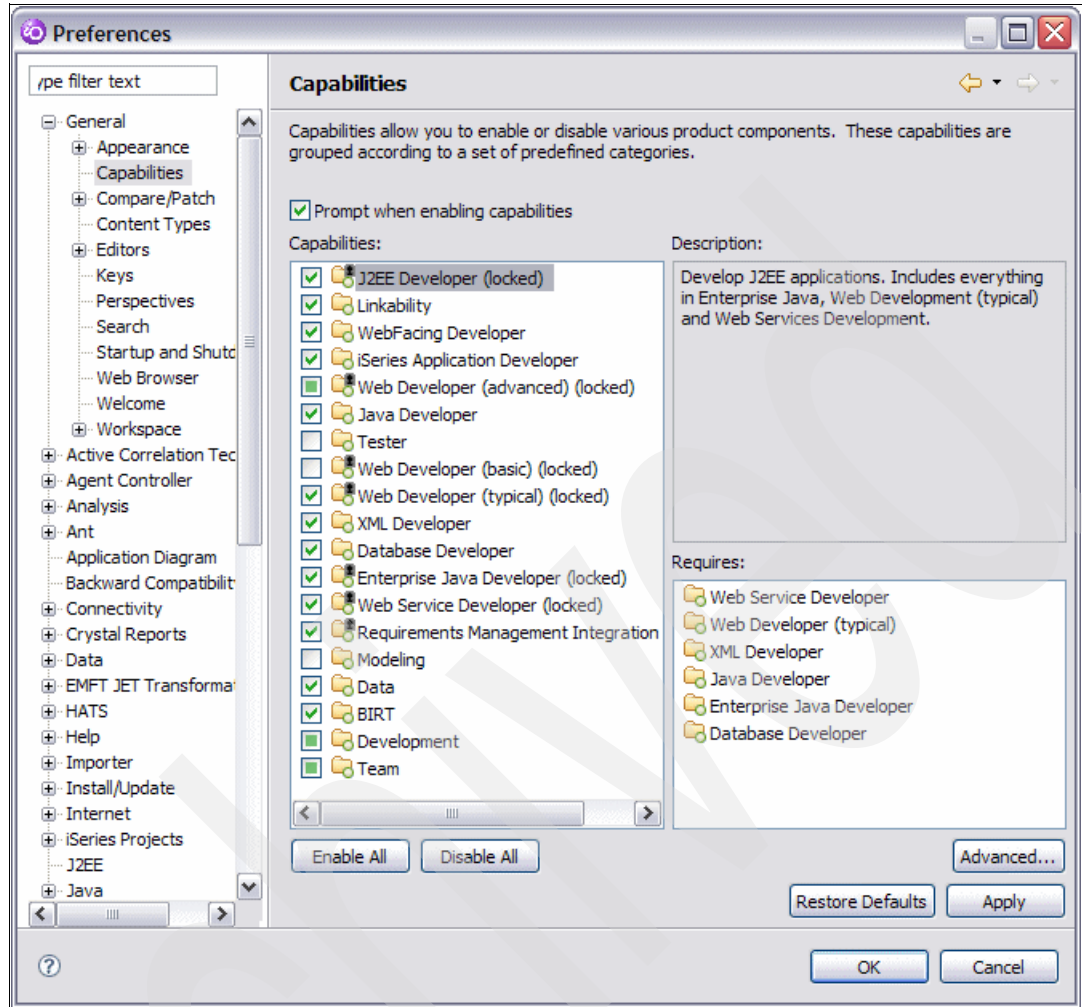 Preferences
ype filter text
General
Appearance
Capabilities
Compare/Patch
Content Types
Editors
Keys
Perspectives
Search
Startup and Shutc
Web Browser
Welcome
Workspace
Active Correlation Tec
Agent Controller
Analysis
Ant
Application Diagram
Backward Compatibilit
Connectivity
Crystal Reports
Data
EMFT JET Transforma
HATS
Help
Importer
Install/Update
Internet
iSeries Projects
J2EE
Java
Capabilities
Capabilities allow you to enable or disable various product components. These capabilities are
grouped according to a set of predefined categories.
Prompt when enabling capabilities
Capabilities:
J2EE Developer (locked)
Linkability
WebFacing Developer
iSeries Application Developer
Web Developer (advanced) (locked)
Java Developer
Tester
Web Developer (basic) (locked)
Web Developer (typical) (locked)
XML Developer
Database Developer
Enterprise Java Developer (locked)
Web Service Developer (locked)
Requirements Management Integration
Modeling
Data
BIRT
Development
Team
Description:
Develop J2EE applications. Includes everything
in Enterprise Java, Web Development (typical)
and Web Services Development.
Requires:
Web Service Developer
Web Developer (typical)
XML Developer
Java Developer
Enterprise Java Developer
Database Developer
Enable All
Disable All
Advanced...
Restore Defaults
Apply
OK
Cancel